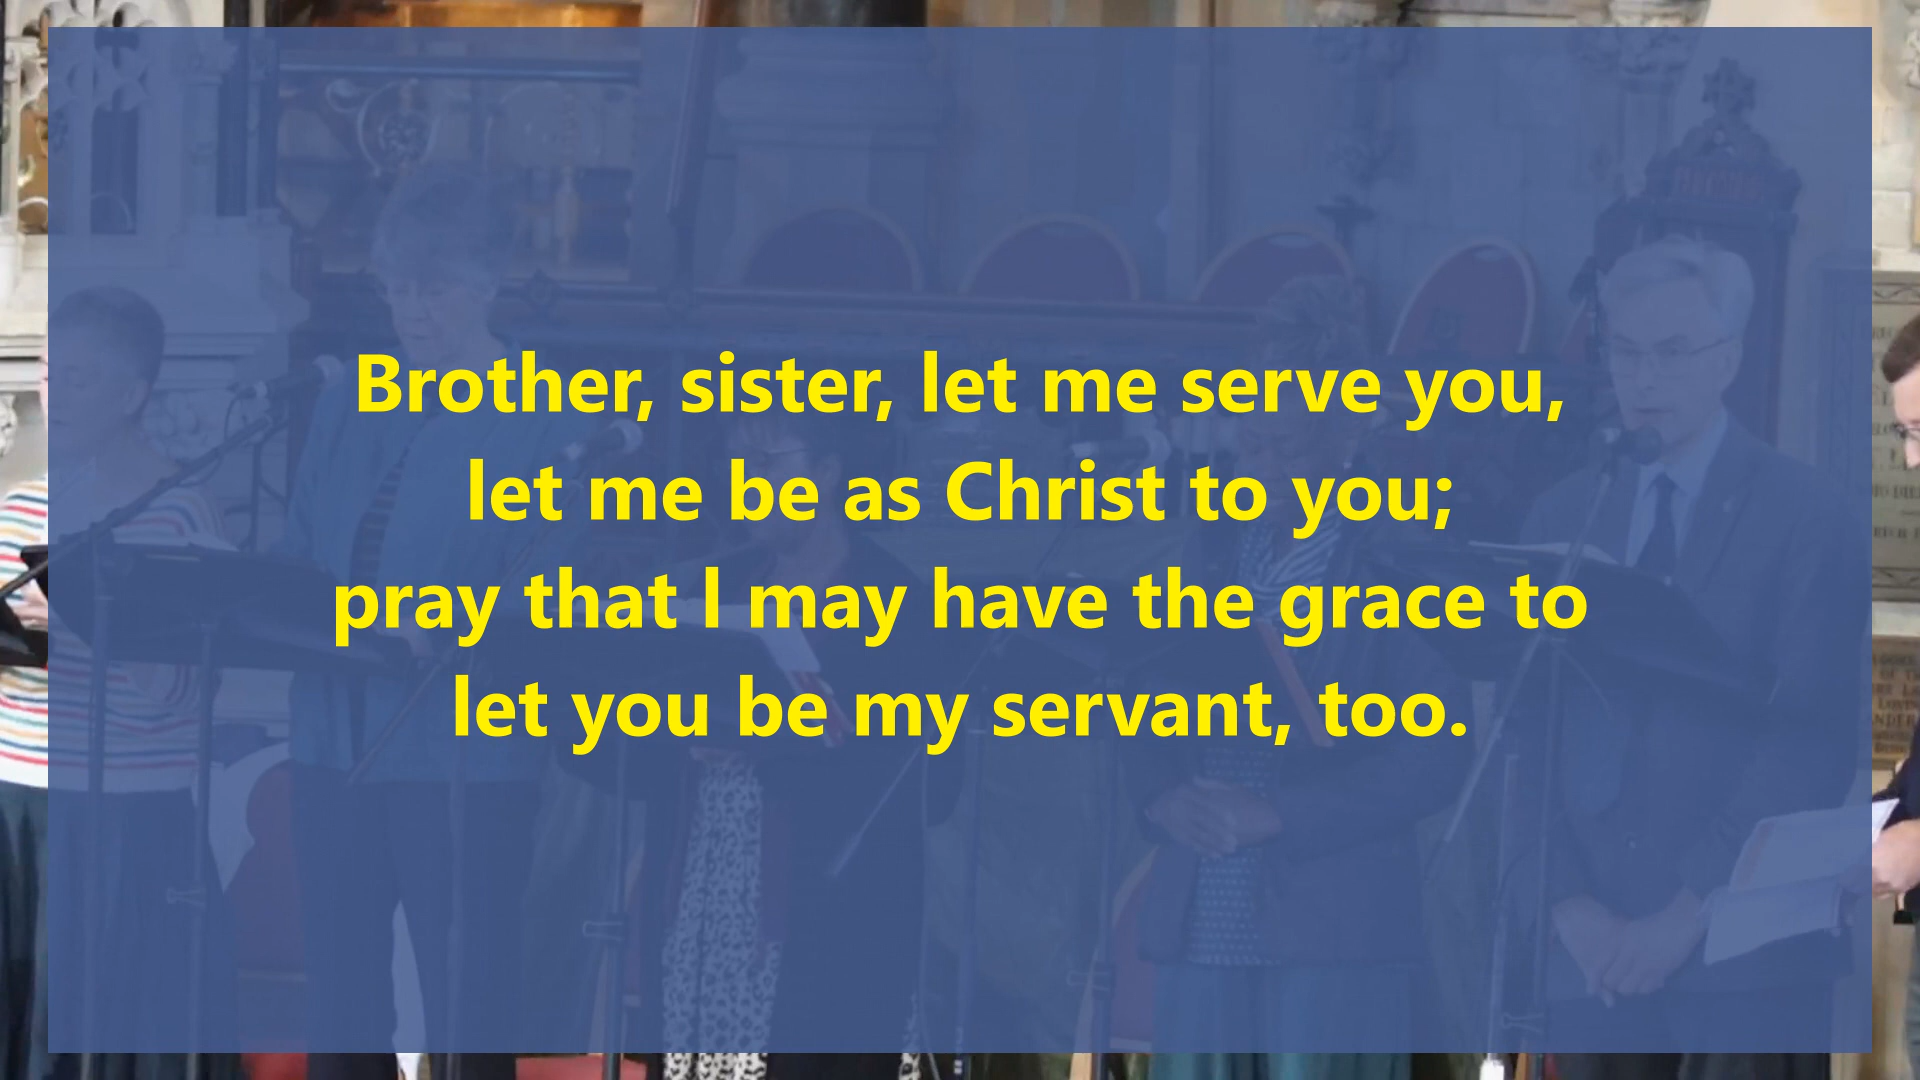 Brother, sister, let me serve you,
let me be as Christ to you;
pray that I may have the grace to
let you be my servant, too.